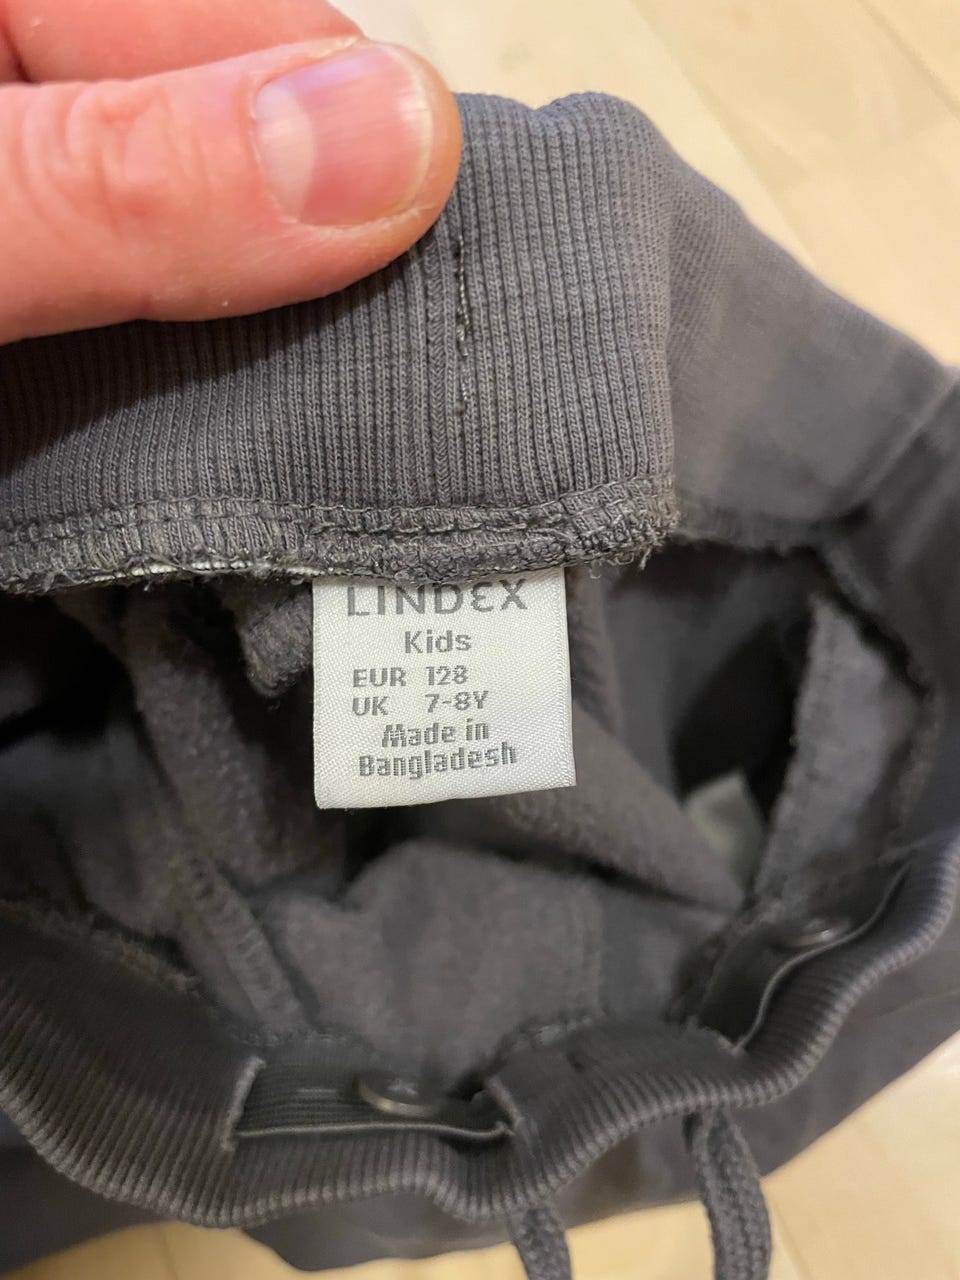 LINDEX
Kids
EUR 128
UK 7-8Y
Made in
Bangladesh